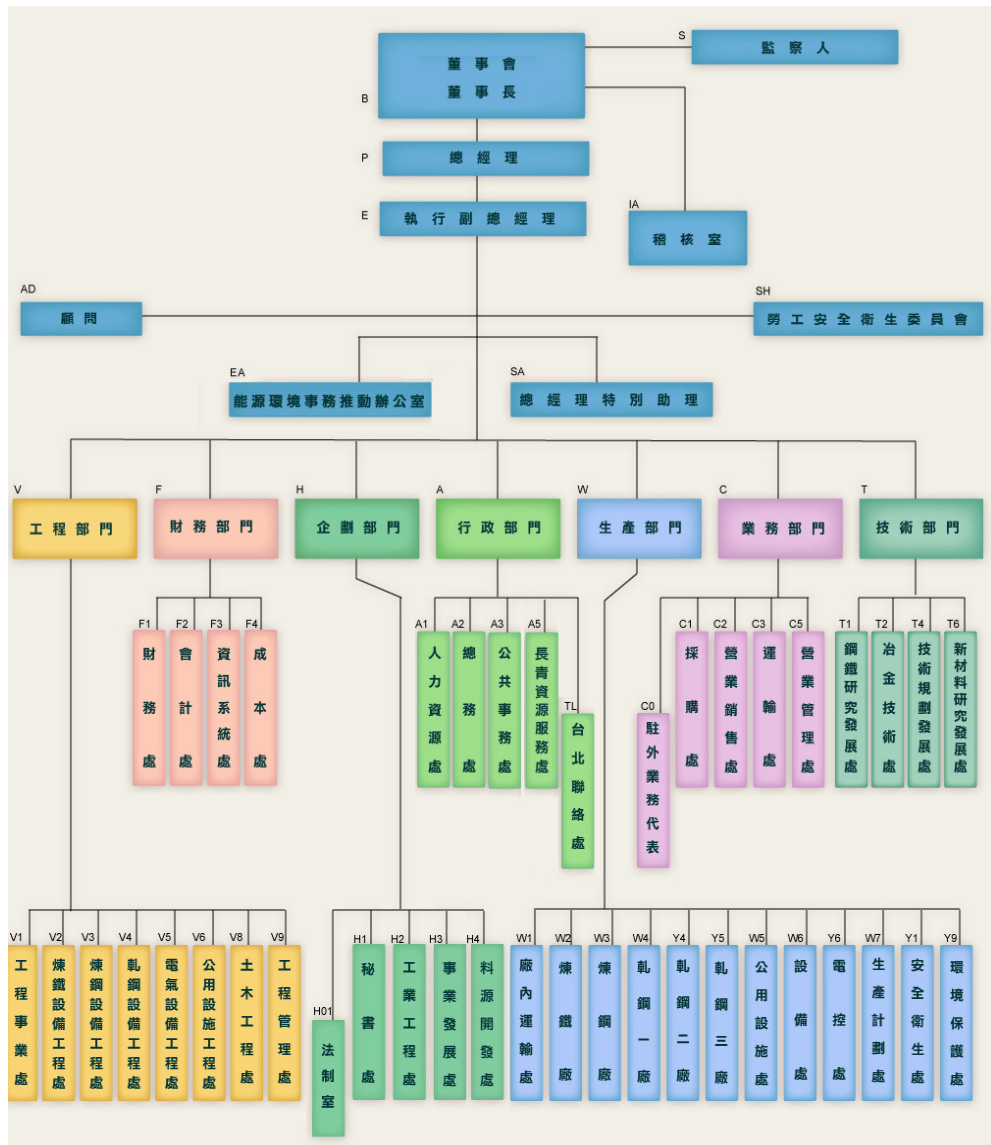 S
監察人
董事會
董事長
B
P
總經理
E
執行副總經理
IA
稽核室
AD
顧問
SH
勞工安全衛生委員會
EA
能源環境事務推動辦公室
SA
總經理特別助理
V
工程部門
F
財務部門
H
企劃部門
A
行政部門
W
生產部門
C
業務部門
T
技術部門
F1
財務處
F2
會計處
F3
資訊系統處
F4
成本處
A1
人力資源處
A2
總務處
A3
公共事務處
A5
長青資源服務處
TL
台北聯絡處
C0
駐外業務代表
C1
採購處
C2
營業銷售處
C3
運輸處
C5
營業管理處
T1
鋼鐵研究發展處
T2
冶金技術處
T4
技術規劃發展處
T6
新材料研究發展處
V1
工程事業處
V2
煉鐵設備工程處
V3
煉鋼設備工程處
V4
軋鋼設備工程處
V5
電氣設備工程處
V6
公用設施工程處
V8
土木工程處
V9
工程管理處
H01
法制室
H1
秘書處
H2
工業工程處
H3
事業發展處
H4
料源開發處
W1
廠內運輸處
W2
煉鐵廠
W3
煉鋼廠
W4
軋鋼一廠
Y4
軋鋼二廠
Y5
軋鋼三廠
W5
公用設施處
W6
設備處
Y6
電控處
W7
生產計劃處
Y1
安全衛生處
Y9
環境保護處